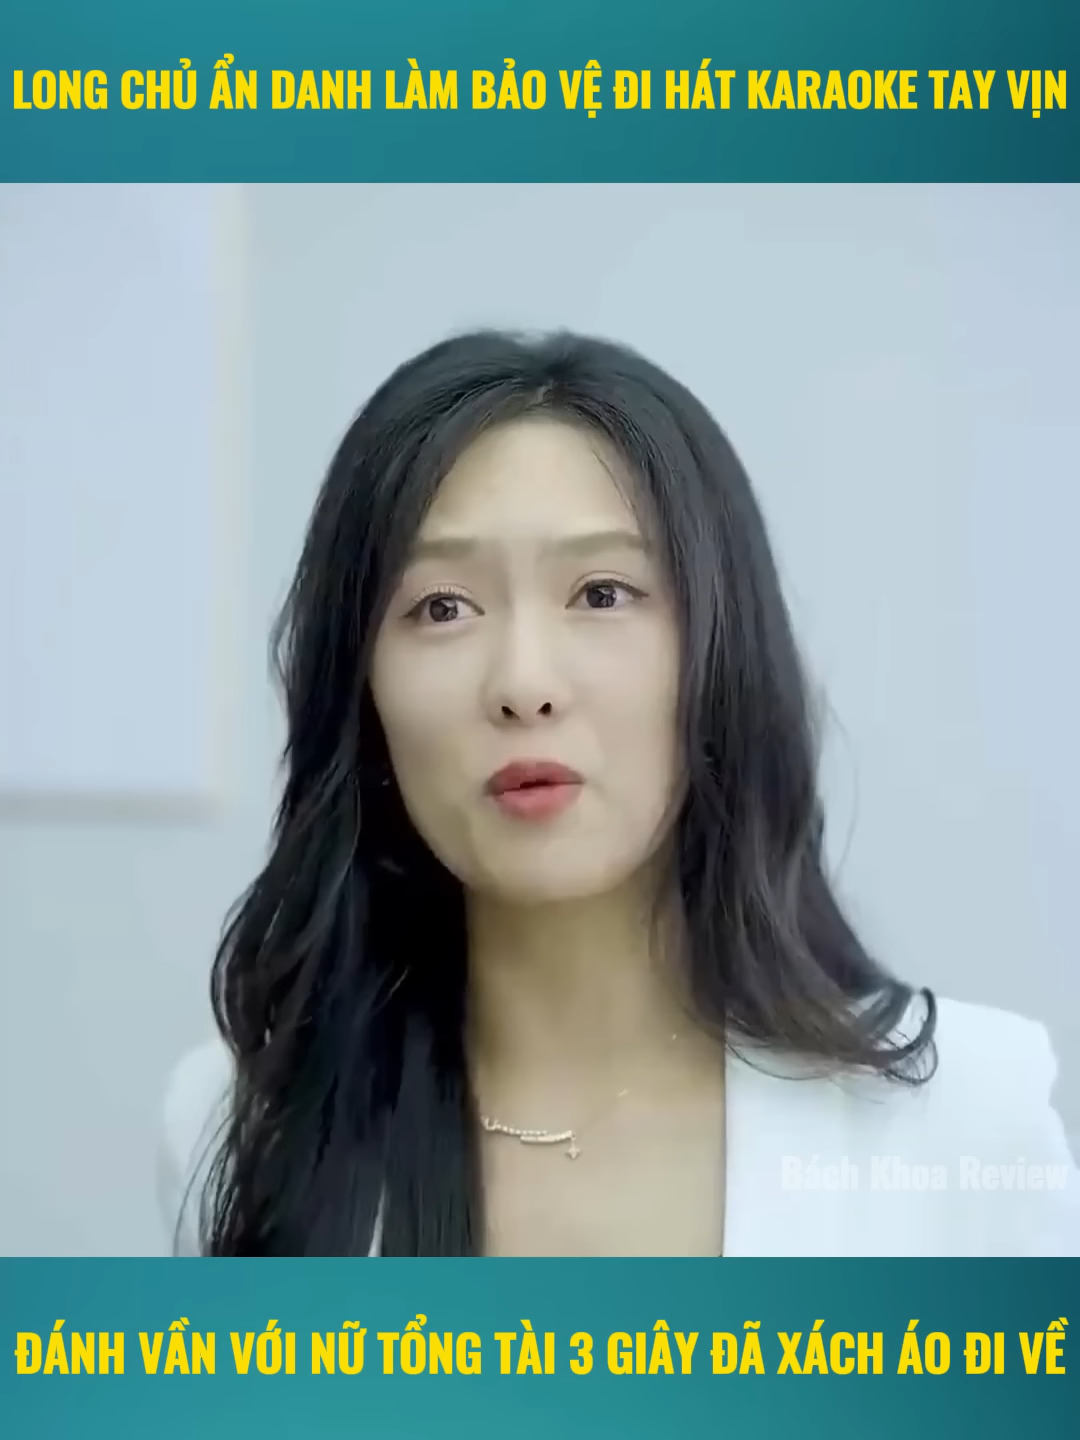 LONG CHỦ ẨN DANH LÀM BẢO VỆ ĐI HÁT KARAOKE TAY VỊN
Bách Khoa Review
ĐÁNH VẦN VỚI NỮ TỔNG TÀI 3 GIÂY ĐÃ XÁCH ÁO ĐI VỀ